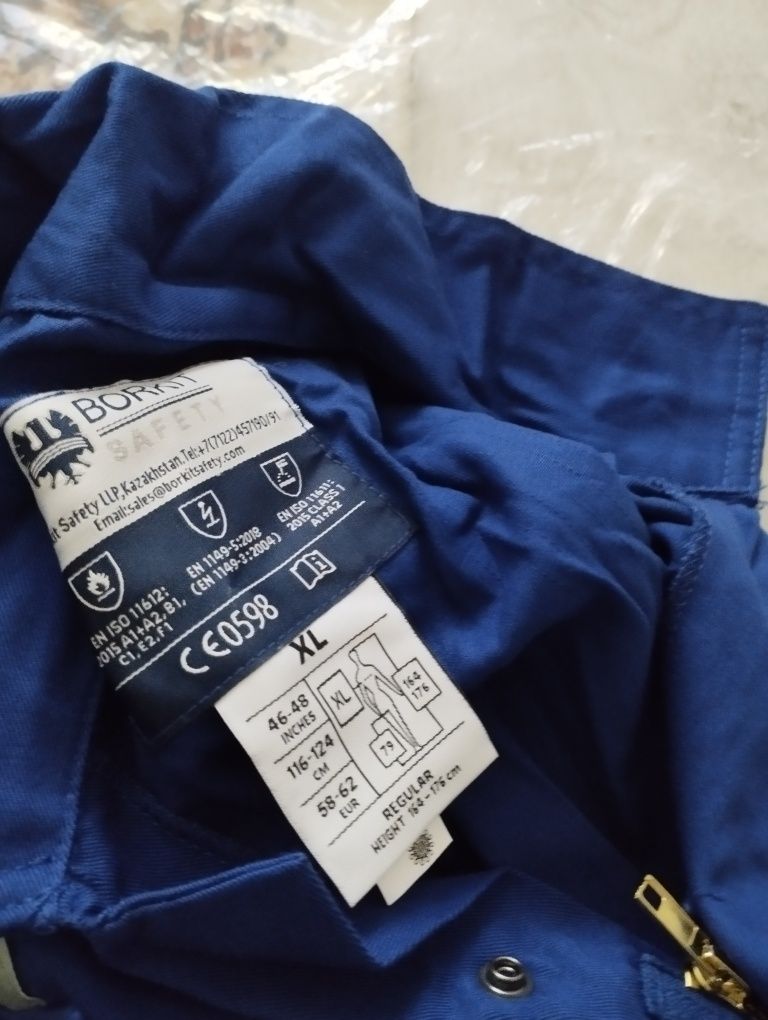 BORKIT
SAFETY
it Safety LLP,Kazakhstan.Tel:+7(7122)457190/91
Email:sales@borkitsafety.com
EN ISO 11612:
2015 A1+A2,B1,
C1,E2,F1
EN 1149-5:2018
(EN 1149-3:2004)
EN ISO 11611:
2015 CLASS 1
A1+A2
CE0598
i
XL
46-48
INCHES
116-124
CM
58-62
EUR
XL
164
176
79
REGULAR
HEIGHT 164-176 cm